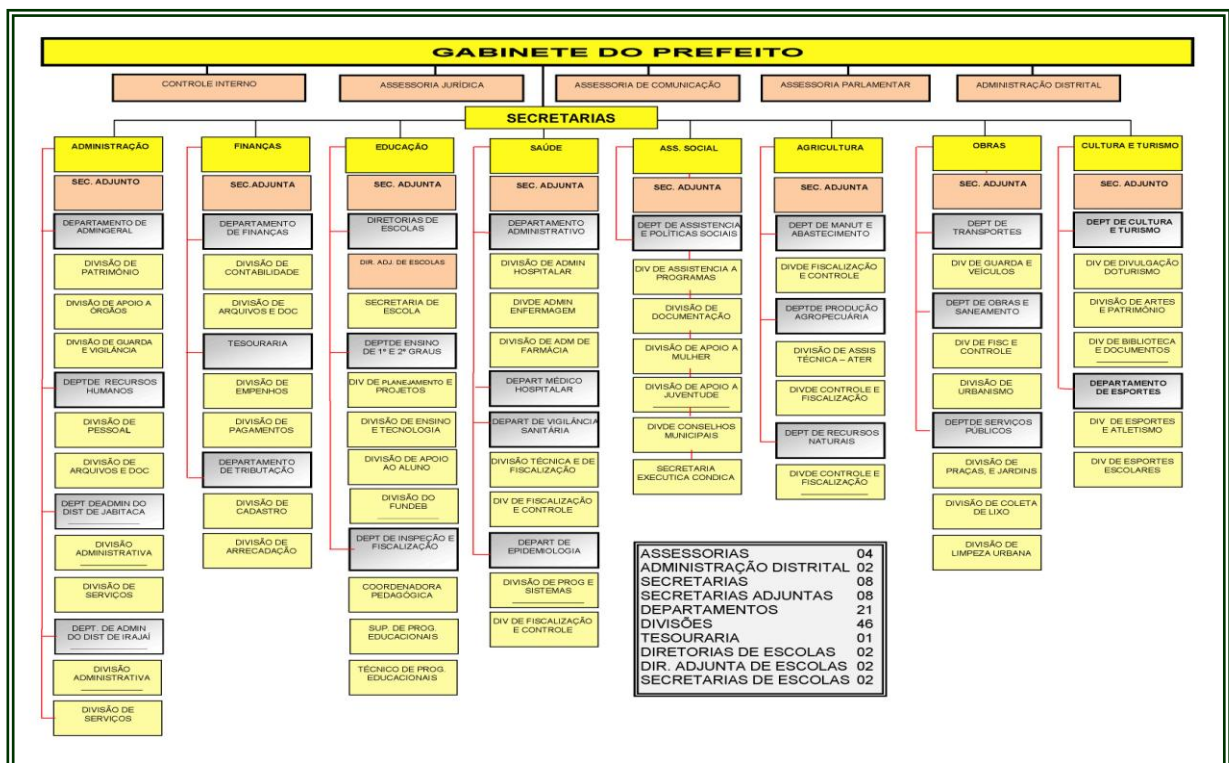 GABINETE DO PREFEITO
CONTROLE INTERNO
ASSESSORIA JURÍDICA
ASSESSORIA DE COMUNICAÇÃO
ASSESSORIA PARLAMENTAR
ADMINISTRAÇÃO DISTRITAL
SECRETARIAS
ADMINISTRAÇÃO
SEC. ADJUNTO
DEPARTAMENTO DE
ADMINGERAL
DIVISÃO DE
PATRIMÔNIO
DIVISÃO DE APOIO A
ÓRGÃOS
DIVISÃO DE GUARDA
E VIGILÂNCIA
DEPTDE RECURSOS
HUMANOS
DIVISÃO DE
PESSOAL
DIVISÃO DE
ARQUIVOS E DOC
DEPT DEADMIN DO
DIST DE JABITACA
DIVISÃO
ADMINISTRATIVA
DIVISÃO DE
SERVIÇOS
DEPT. DE ADMIN
DO DIST DE IRAJAÍ
DIVISÃO
ADMINISTRATIVA
DIVISÃO DE
SERVIÇOS
FINANÇAS
SEC.ADJUNTA
DEPARTAMENTO
DE FINANÇAS
DIVISÃO DE
CONTABILIDADE
DIVISÃO DE
ARQUIVOS E DOC
TESOURARIA
DIVISÃO DE
EMPENHOS
DIVISÃO DE
PAGAMENTOS
DEPARTAMENTO
DE TRIBUTAÇÃO
DIVISÃO DE
CADASTRO
DIVISÃO DE
ARRECADAÇÃO
EDUCAÇÃO
SEC. ADJUNTA
DIRETORIAS DE
ESCOLAS
DIR. ADJ. DE ESCOLAS
SECRETARIA DE
ESCOLA
DEPTDE ENSINO
DE 1º E 2º GRAUS
DIV DE PLANEJAMENTO E
PROJETOS
DIVISÃO DE ENSINO
E TECNOLOGIA
DIVISÃO DE APOIO
AO ALUNO
DIVISÃO DO
FUNDEB
DEPT DE INSPEÇÃO E
FISCALIZAÇÃO
COORDENADORA
PEDAGÓGICA
SUP. DE PROG.
EDUCACIONAIS
TÉCNICO DE PROG.
EDUCACIONAIS
SAÚDE
SEC. ADJUNTA
DEPARTAMENTO
ADMINISTRATIVO
DIVISÃO DE ADMIN
HOSPITALAR
DIVDE ADMIN
ENFERMAGEM
DIVISÃO DE ADM DE
FARMÁCIA
DEPART MÉDICO
HOSPITALAR
DEPART DE VIGILÂNCIA
SANITÁRIA
DIVISÃO TÉCNICA E DE
FISCALIZAÇÃO
DIV DE FISCALIZAÇÃO
E CONTROLE
DEPART DE
EPIDEMIOLOGIA
DIVISÃO DE PROG E
SISTEMAS
DIV DE FISCALIZAÇÃO
E CONTROLE
ASS. SOCIAL
SEC. ADJUNTA
DEPT DE ASSISTENCIA
E POLÍTICAS SOCIAIS
DIV DE ASSISTENCIA A
PROGRAMAS
DIVISÃO DE
DOCUMENTAÇÃO
DIVISÃO DE APOIO A
MULHER
DIVISÃO DE APOIO A
JUVENTUDE
DIVDE CONSELHOS
MUNICIPAIS
SECRETARIA
EXECUTICA CONDICA
AGRICULTURA
SEC. ADJUNTA
DEPT DE MANUT E
ABASTECIMENTO
DIVDE FISCALIZAÇÃO
E CONTROLE
DEPTDE PRODUÇÃO
AGROPECUÁRIA
DIVISÃO DE ASSIS
TÉCNICA – ATER
DIVDE CONTROLE E
FISCALIZAÇÃO
DEPT DE RECURSOS
NATURAIS
DIVDE CONTROLE E
FISCALIZAÇÃO
OBRAS
SEC. ADJUNTA
DEPT DE
TRANSPORTES
DIV DE GUARDA E
VEÍCULOS
DEPT DE OBRAS E
SANEAMENTO
DIV DE FISC E
CONTROLE
DIVISÃO DE
URBANISMO
DEPTDE SERVIÇOS
PÚBLICOS
DIVISÃO DE
PRAÇAS, E JARDINS
DIVISÃO DE COLETA
DE LIXO
DIVISÃO DE
LIMPEZA URBANA
CULTURA E TURISMO
SEC. ADJUNTO
DEPT DE CULTURA
E TURISMO
DIV DE DIVULGAÇÃO
DOTURISMO
DIVISÃO DE ARTES
E PATRIMÔNIO
DIV DE BIBLIOTECA
E DOCUMENTOS
DEPARTAMENTO
DE ESPORTES
DIV DE ESPORTES
E ATLETISMO
DIV DE ESPORTES
ESCOLARES
ASSESSORIAS 04
ADMINISTRAÇÃO DISTRITAL 02
SECRETARIAS 08
SECRETARIAS ADJUNTAS 08
DEPARTAMENTOS 21
DIVISÕES 46
TESOURARIA 01
DIRETORIAS DE ESCOLAS 02
DIR. ADJUNTA DE ESCOLAS 02
SECRETARIAS DE ESCOLAS 02